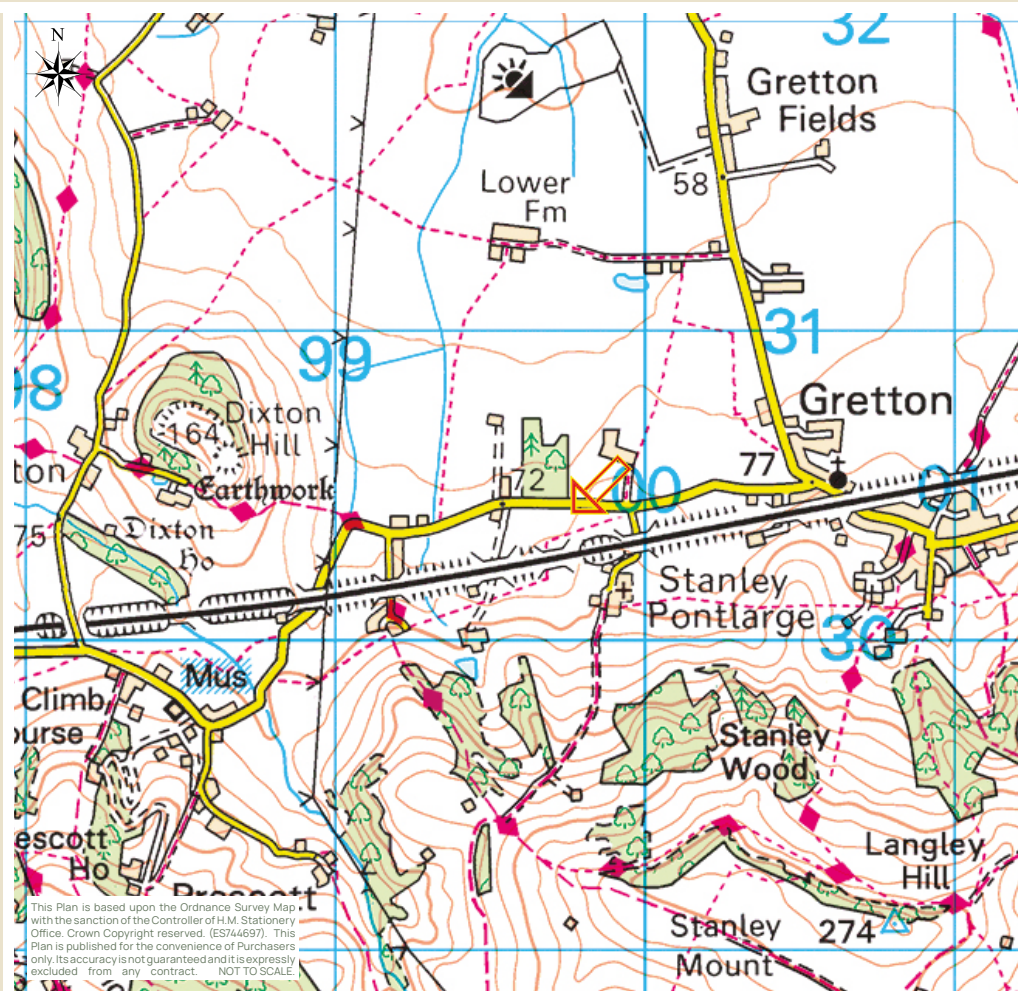 N
32
Gretton
Fields
Lower
Fm
58
31
99
98
Dixton
Hill
164
Gretton
77
72
00
01
ton
Earthwork
75
Dixton
Ho
Stanley
Pontlarge
30
Mus
Climb
ourse
Stanley
Wood
escott
Ho
Langley
Hill
Prescott
274
Stanley
Mount
This Plan is based upon the Ordnance Survey Map
with the sanction of the Controller of H.M. Stationery
Office. Crown Copyright reserved. (ES744697). This
Plan is published for the convenience of Purchasers
only. Its accuracy is not guaranteed and it is expressly
excluded from any contract. NOT TO SCALE.